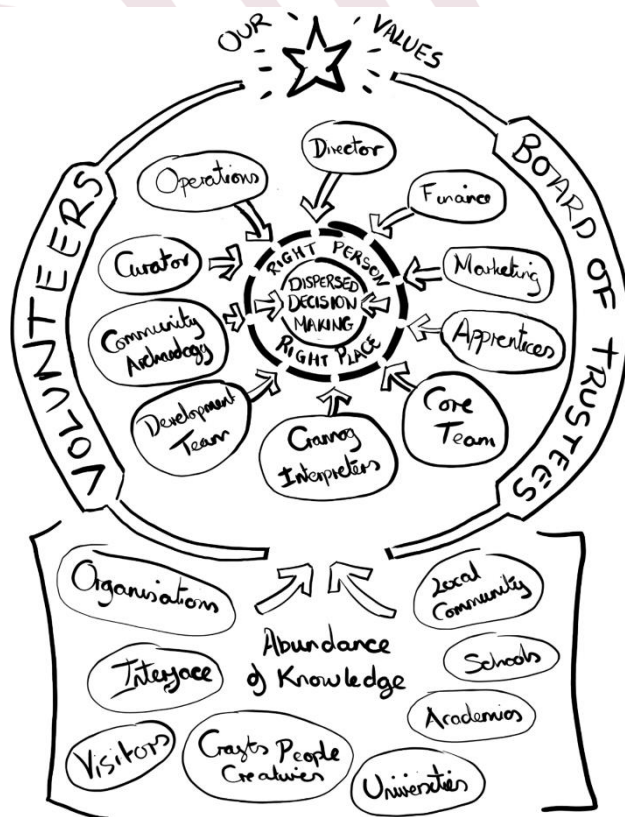 OUR VALUES
Director
Operations
Finance
Curator
Marketing
Community
Archaeology
Apprentices
Development
Team
Crannog
Interpreters
Core
Team
RIGHT PERSON
DISPERSED
DECISION
MAKING
RIGHT PLACE
VOLUNTEERS
BOARD OF TRUSTEES
Organisations
Local
Community
Abundance
of Knowledge
Interface
Schools
Visitors
Crafts People
Creatives
Academics
Universities